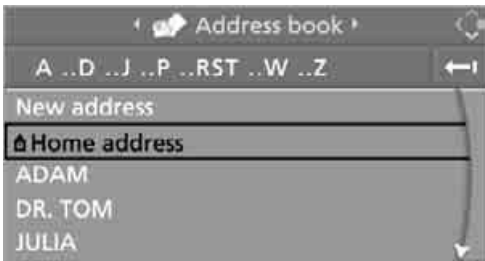 Address book
A ..D ..J ..P ..RST ..W ..Z
New address
Home address
ADAM
DR. TOM
JULIA